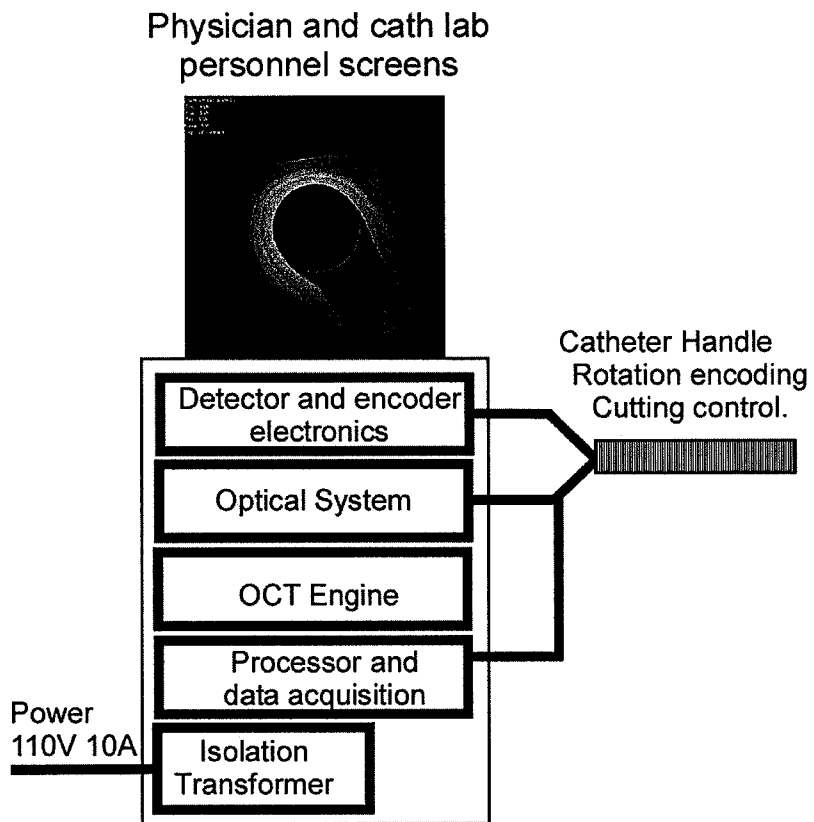 Physician and cath lab
personnel screens
Detector and encoder
electronics
Optical System
OCT Engine
Processor and
data acquisition
Isolation
Transformer
Power
110V 10A
Catheter Handle
Rotation encoding
Cutting control.